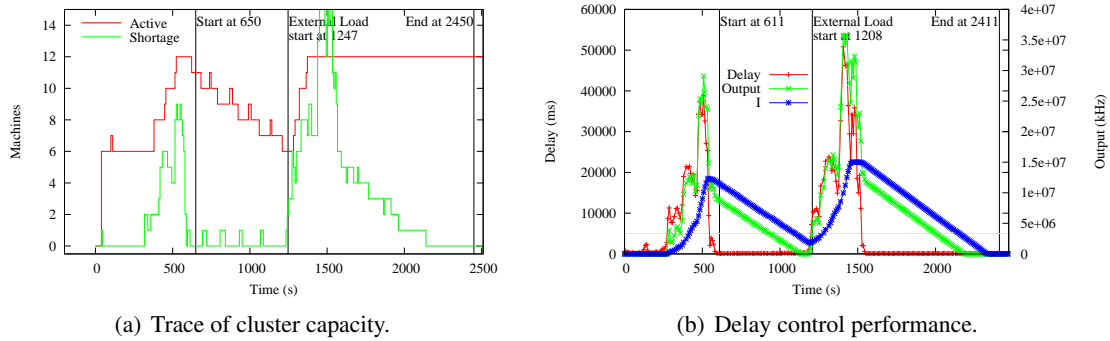 Active
Shortage
Start at 650
External Load
start at 1247
End at 2450
Machines
14
12
10
8
6
4
2
0
0
500
1000
1500
2000
2500
Time (s)
(a) Trace of cluster capacity.
Delay
Output
I
Start at 611
External Load
start at 1208
End at 2411
Delay (ms)
60000
50000
40000
30000
20000
10000
0
0
500
1000
1500
2000
Time (s)
4e+07
3.5e+07
3e+07
2.5e+07
2e+07
1.5e+07
1e+07
5e+06
0
Output (kHz)
(b) Delay control performance.